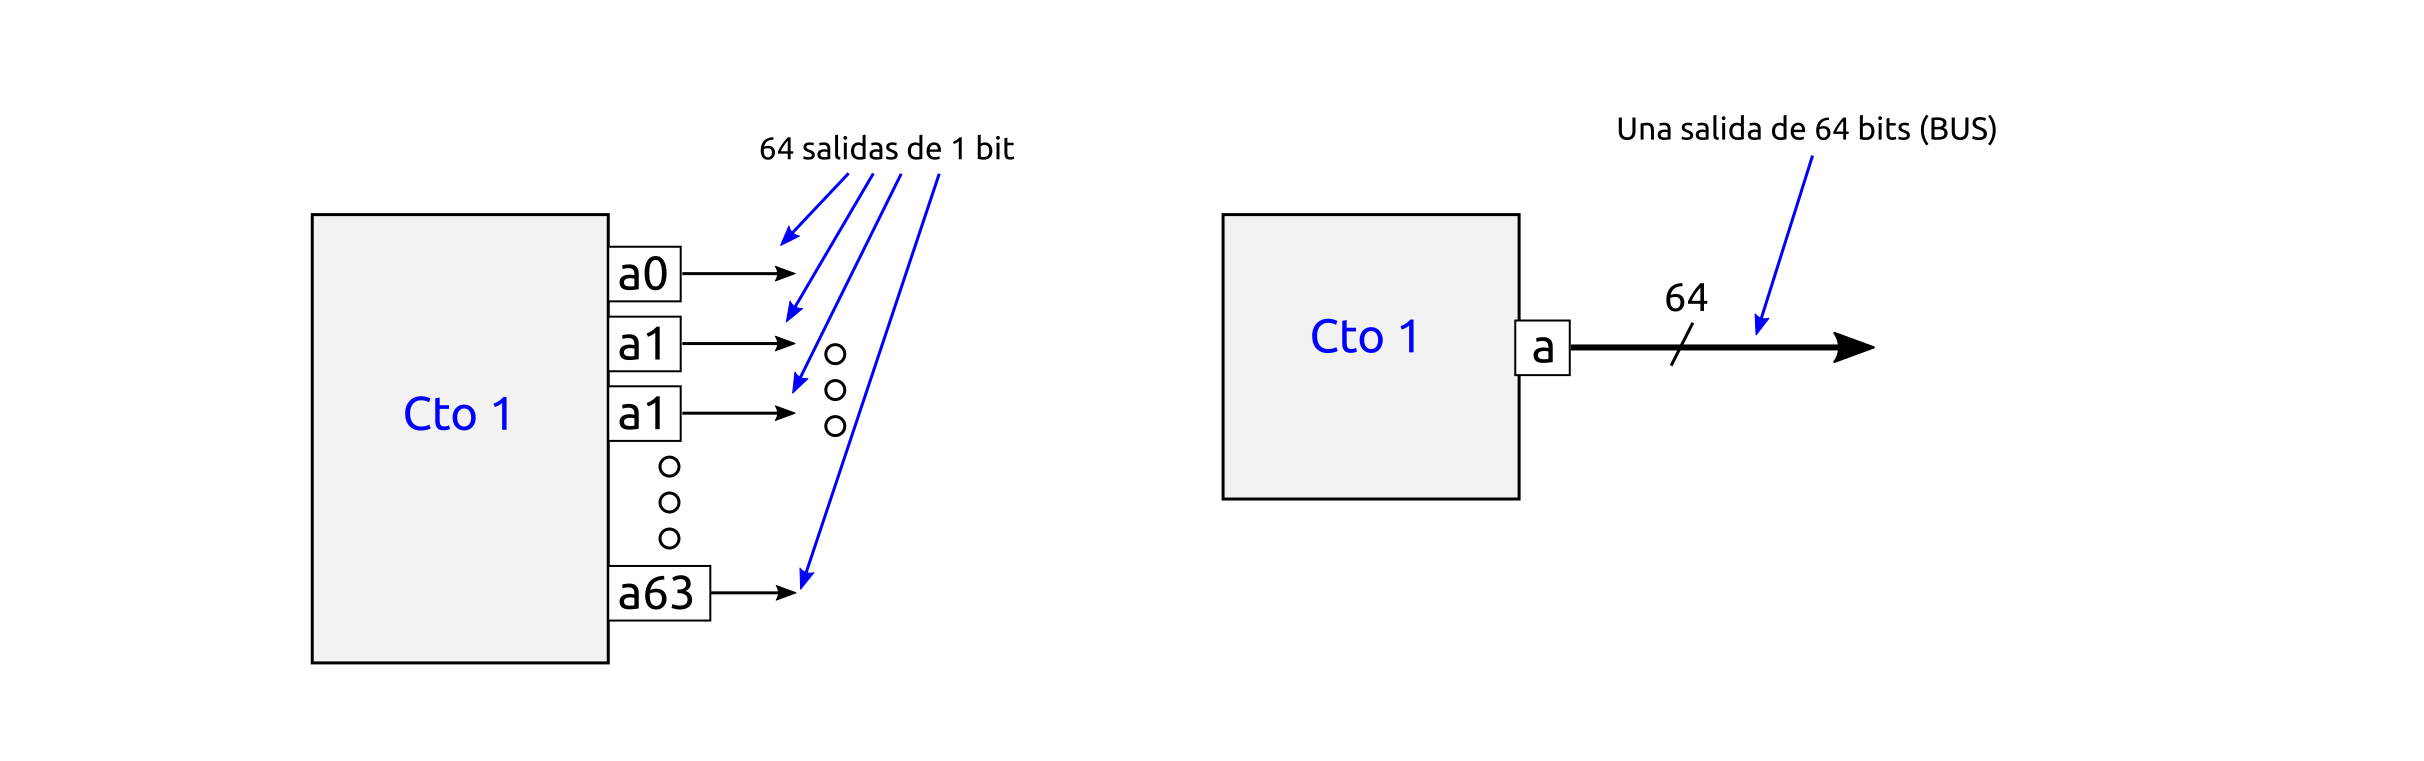 64 salidas de 1 bit
Cto 1
a0
a1
a1
a63
Una salida de 64 bits (BUS)
64
Cto 1
a